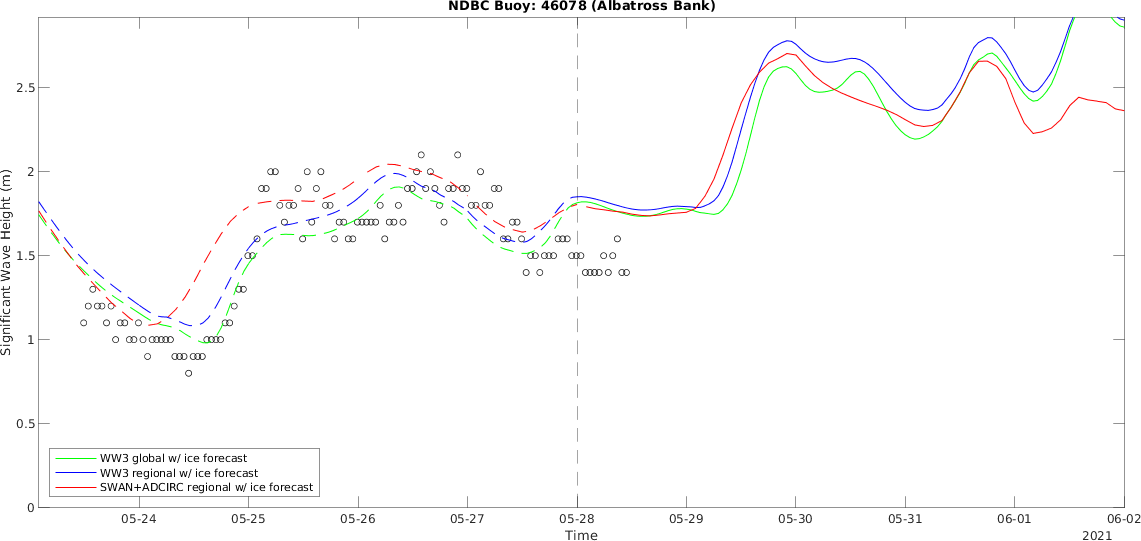 NDBC Buoy: 46078 (Albatross Bank)
Significant Wave Height (m)
2.5
2
1.5
1
0.5
0
WW3 global w/ ice forecast
WW3 regional w/ ice forecast
SWAN+ADCIRC regional w/ ice forecast
05-24 05-25 05-26 05-27 05-28 05-29 05-30 05-31 06-01 06-02
Time
2021